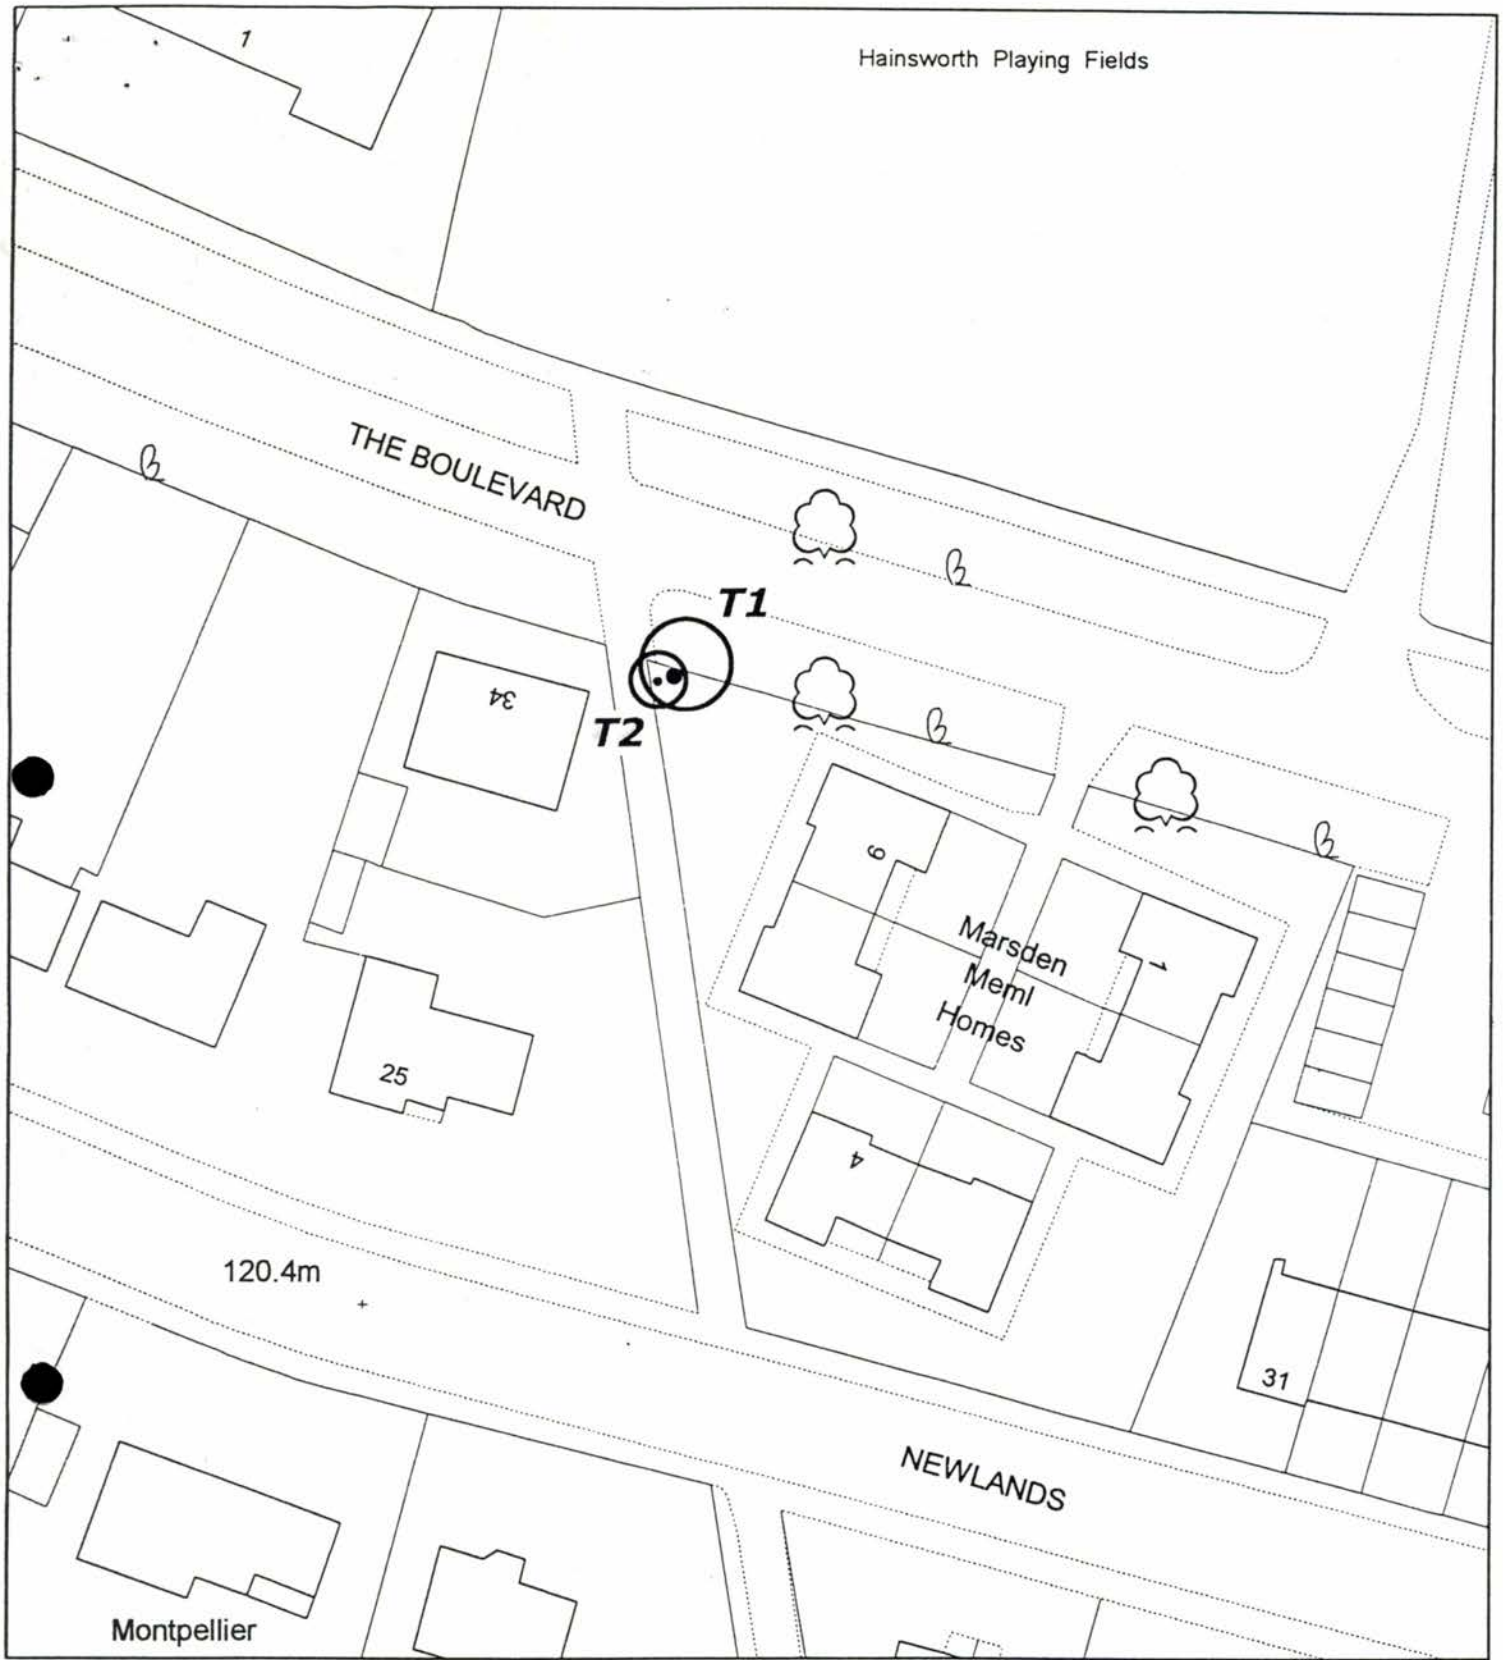 1
Hainsworth Playing Fields
THE BOULEVARD
T1
T2
34
9
Marsden
Meml
Homes
1
25
4
120.4m
31
NEWLANDS
Montpellier